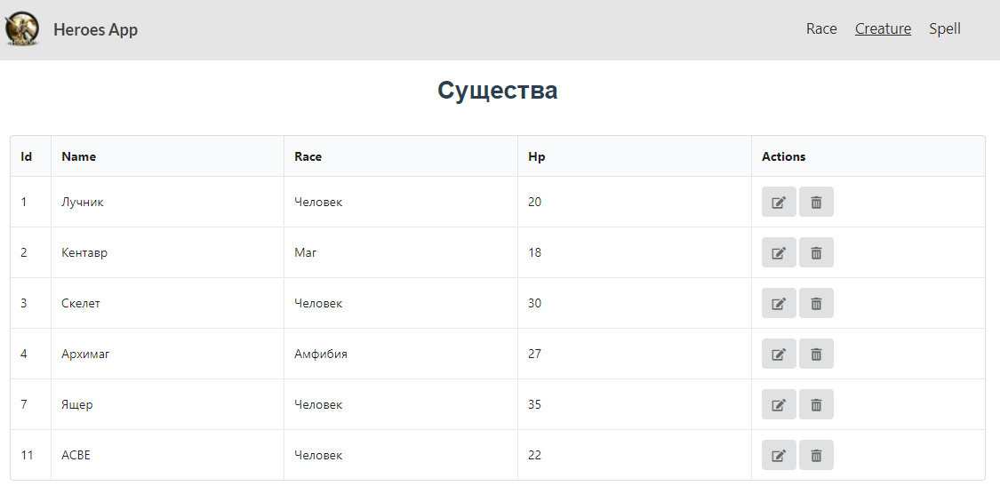 Heroes App Race Creature Spell
Существа
Id Name Race Hp Actions
1 Лучник Человек 20
2 Кентавр Маг 18
3 Скелет Человек 30
4 Архимаг Амфибия 27
7 Ящер Человек 35
11 ACBE Человек 22